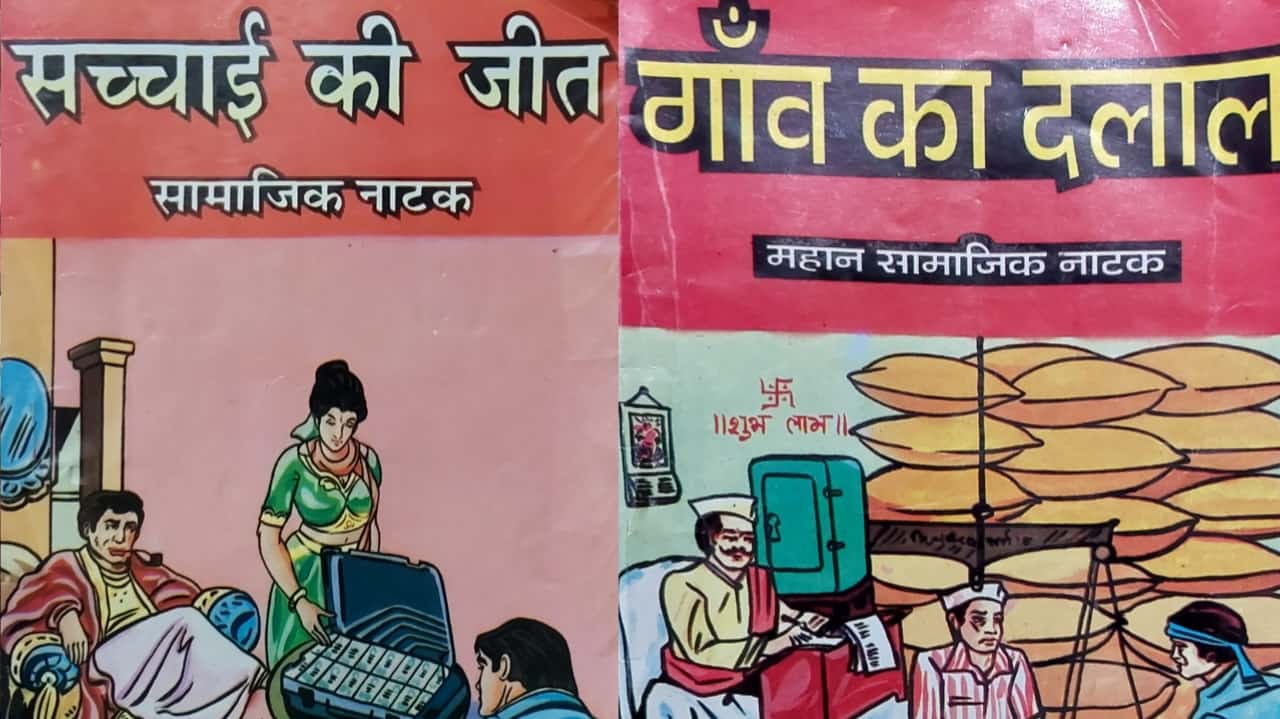 सच्चाई की जीत
सामाजिक नाटक
गाँव का दलाल
महान सामाजिक नाटक
॥शुभ लाभ॥